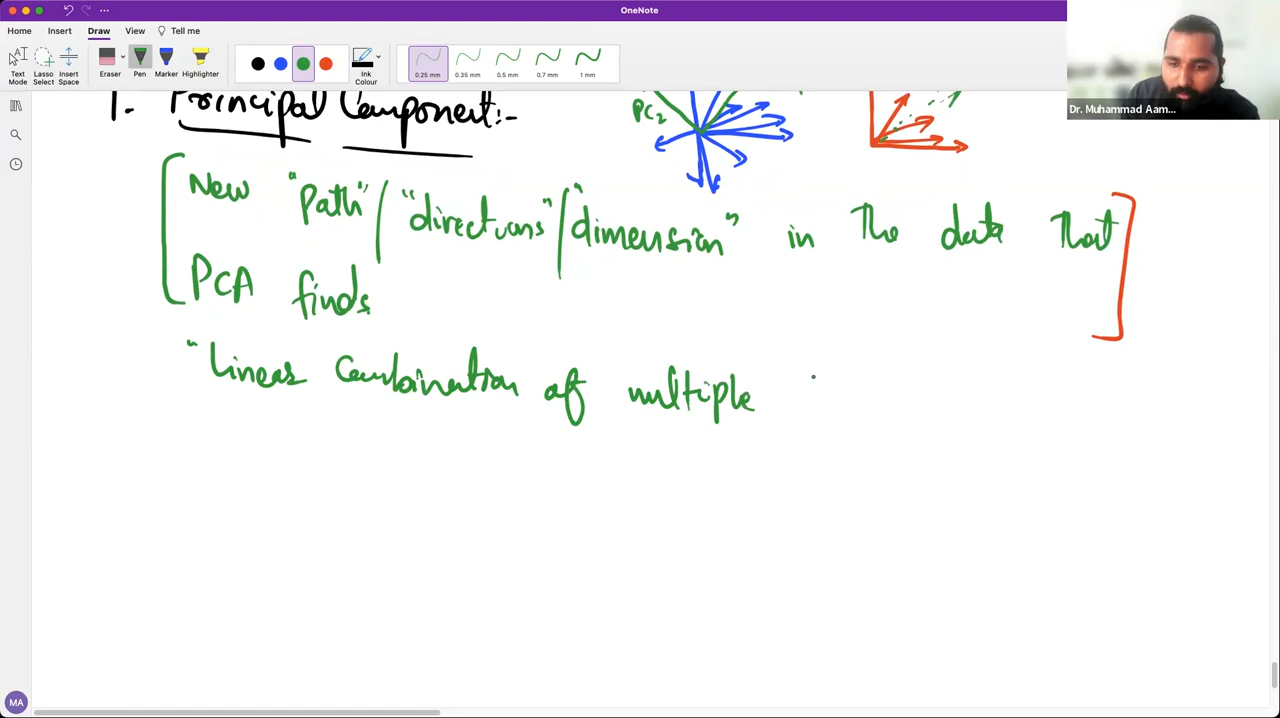 OneNote
Home Insert Draw View Tell me
Text Mode Lasso Select Insert Space Eraser Pen Marker Highlighter Ink Colour 0.25 mm 0.35 mm 0.5 mm 0.7 mm 1 mm
Dr. Muhammad Aam...
1. Principal Component:-
PC2
New "Path" / "directions" / "dimension" in the data that
PCA finds
"Linear Combination of multiple
MA